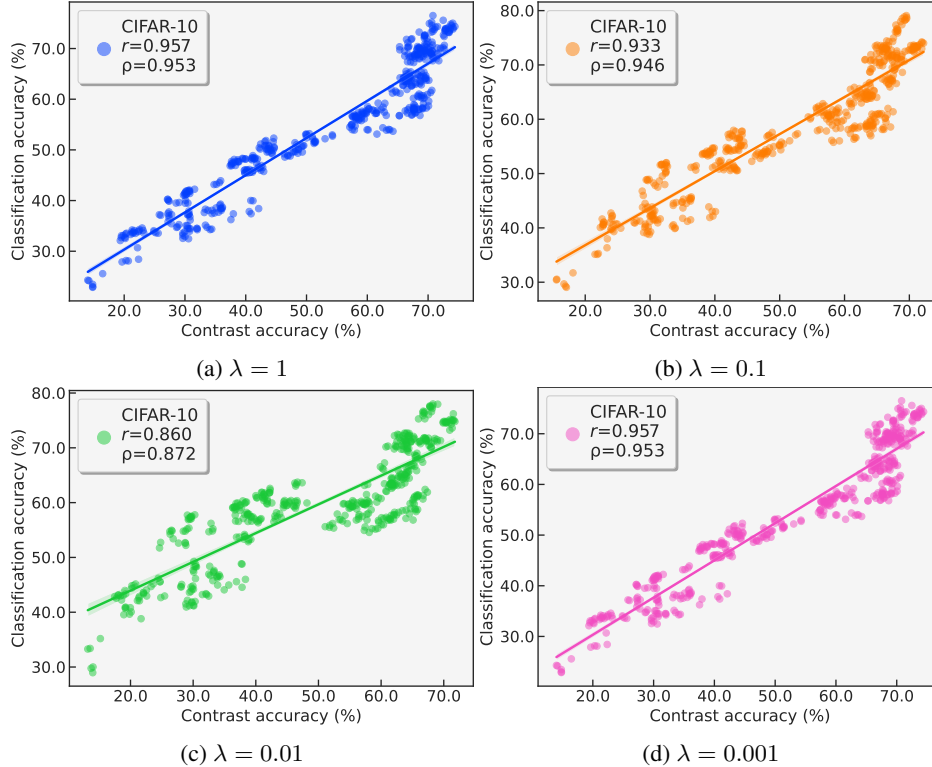 CIFAR-10
r=0.957
ρ=0.953
Classification accuracy (%)
70.0
60.0
50.0
40.0
30.0
20.0 30.0 40.0 50.0 60.0 70.0
Contrast accuracy (%)
(a) λ = 1
CIFAR-10
r=0.933
ρ=0.946
Classification accuracy (%)
80.0
70.0
60.0
50.0
40.0
30.0
20.0 30.0 40.0 50.0 60.0 70.0
Contrast accuracy (%)
(b) λ = 0.1
CIFAR-10
r=0.860
ρ=0.872
Classification accuracy (%)
80.0
70.0
60.0
50.0
40.0
30.0
20.0 30.0 40.0 50.0 60.0 70.0
Contrast accuracy (%)
(c) λ = 0.01
CIFAR-10
r=0.957
ρ=0.953
Classification accuracy (%)
70.0
60.0
50.0
40.0
30.0
20.0 30.0 40.0 50.0 60.0 70.0
Contrast accuracy (%)
(d) λ = 0.001